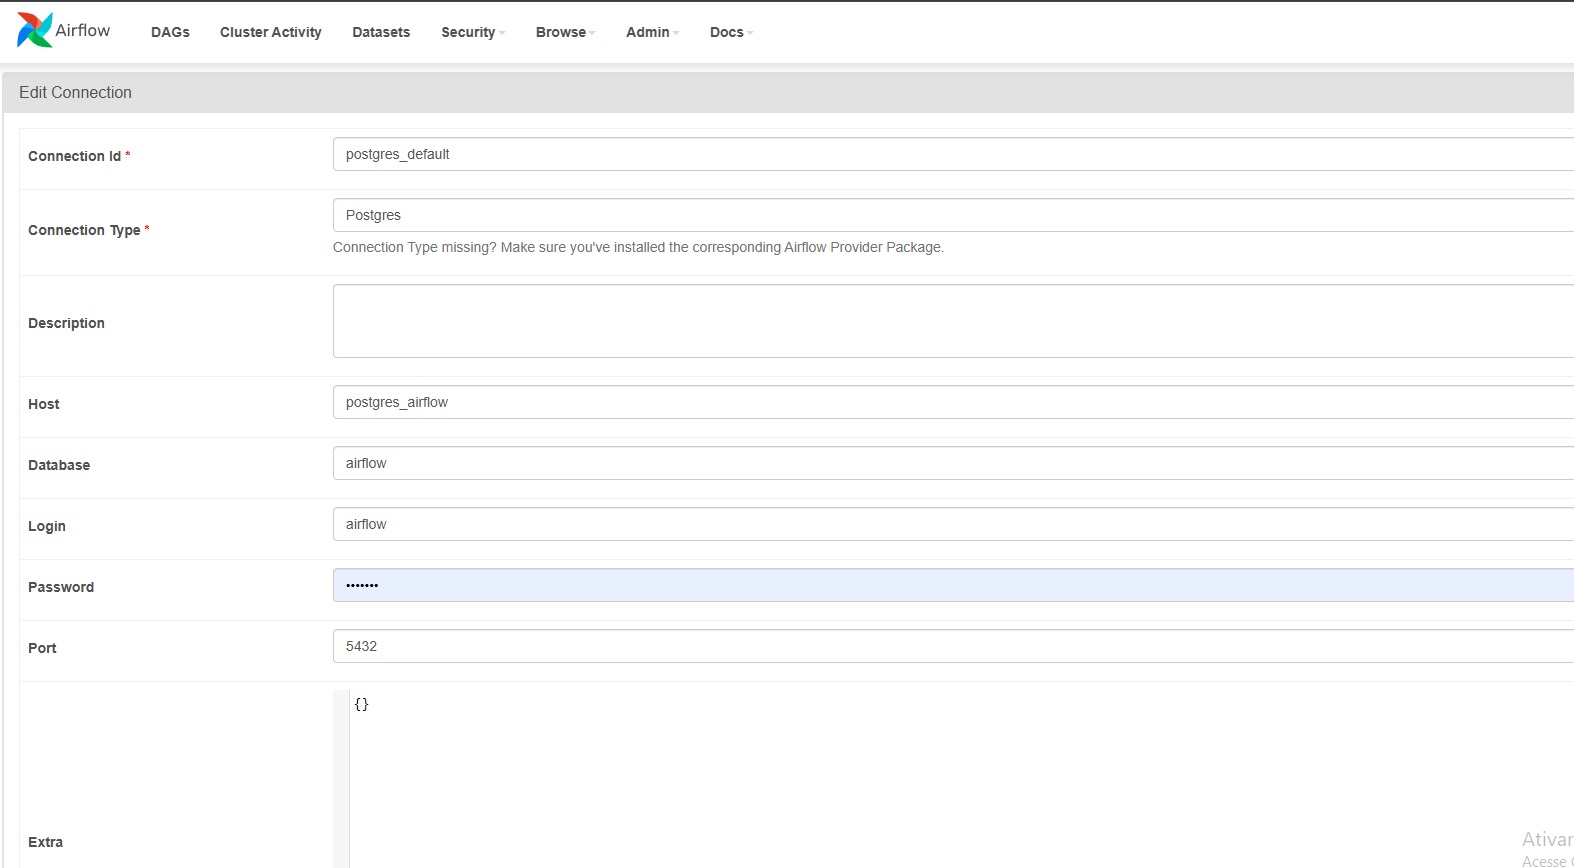 Airflow DAGs Cluster Activity Datasets Security Browse Admin Docs
Edit Connection
Connection Id * postgres_default
Connection Type * Postgres
Connection Type missing? Make sure you've installed the corresponding Airflow Provider Package.
Description
Host postgres_airflow
Database airflow
Login airflow
Password •••••••
Port 5432
{}
Extra
Ativar
Acesse